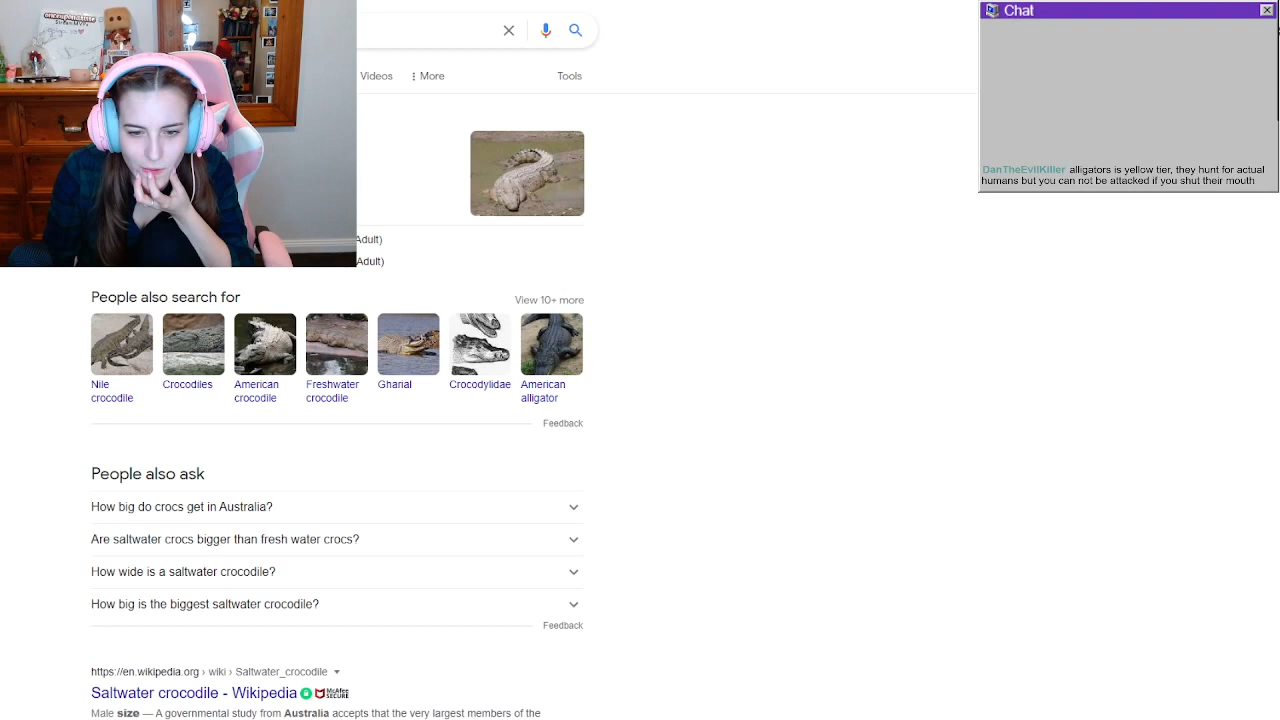 Chat
Videos
More
Tools
DanTheEvilKiller alligators is yellow tier, they hunt for actual
humans but you can not be attacked if you shut their mouth
Adult)
Adult)
People also search for
View 10+ more
Nile
crocodile
Crocodiles
American
crocodile
Freshwater
crocodile
Gharial
Crocodylidae
American
alligator
Feedback
People also ask
How big do crocs get in Australia?
Are saltwater crocs bigger than fresh water crocs?
How wide is a saltwater crocodile?
How big is the biggest saltwater crocodile?
Feedback
https://en.wikipedia.org › wiki › Saltwater_crocodile
Saltwater crocodile - Wikipedia McAfee SECURE
Male size — A governmental study from Australia accepts that the very largest members of the